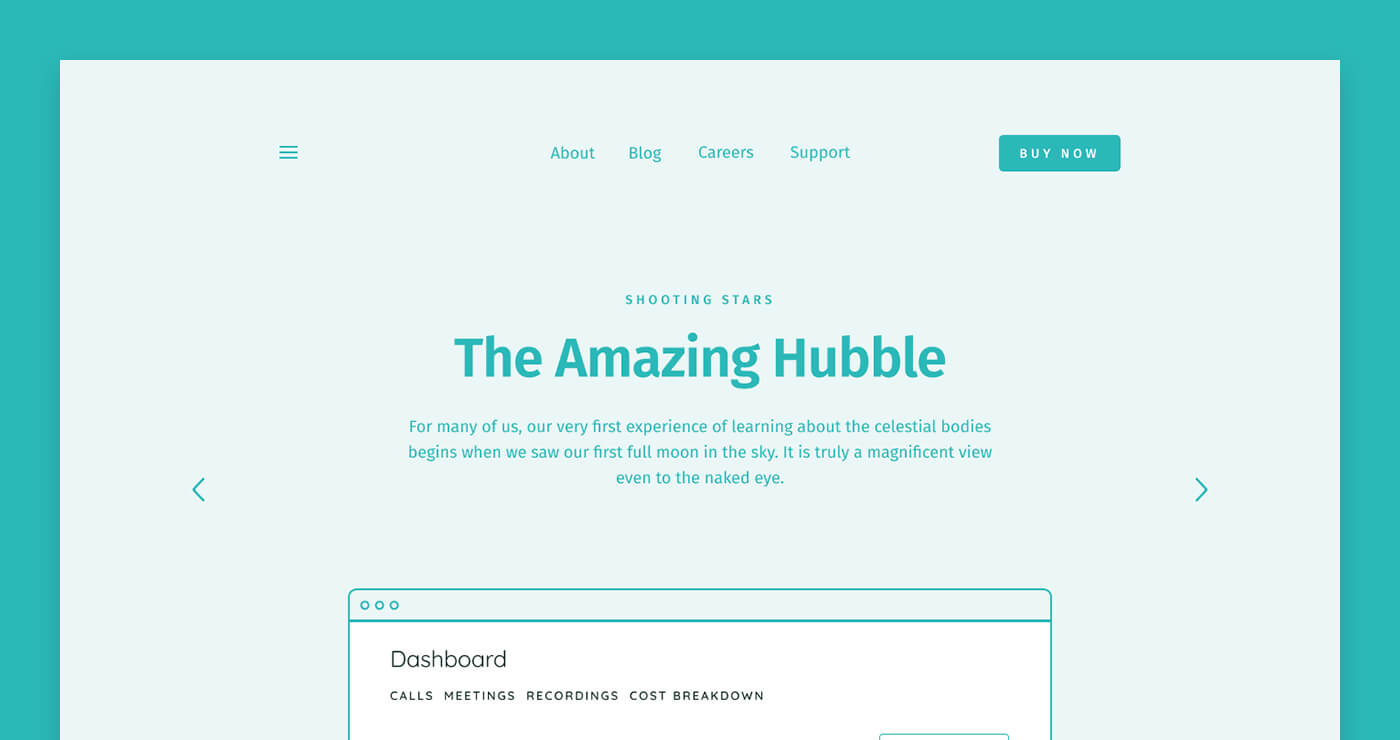 About Blog Careers Support BUY NOW
SHOOTING STARS
The Amazing Hubble
For many of us, our very first experience of learning about the celestial bodies
begins when we saw our first full moon in the sky. It is truly a magnificent view
even to the naked eye.
Dashboard
CALLS MEETINGS RECORDINGS COST BREAKDOWN